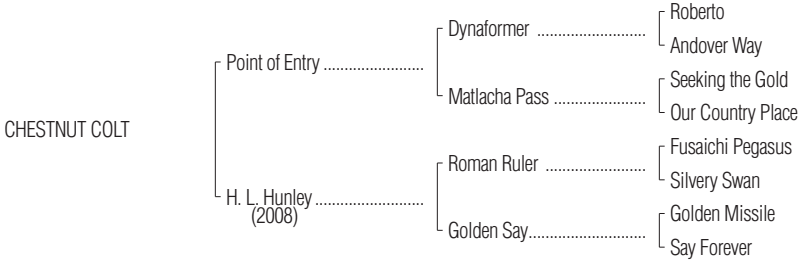 Roberto
Dynaformer ..........................
Andover Way
Point of Entry ........................
Seeking the Gold
Matlacha Pass ......................
Our Country Place
CHESTNUT COLT
Fusaichi Pegasus
Roman Ruler ........................
Silvery Swan
H. L. Hunley ..........................
(2008)
Golden Missile
Golden Say............................
Say Forever